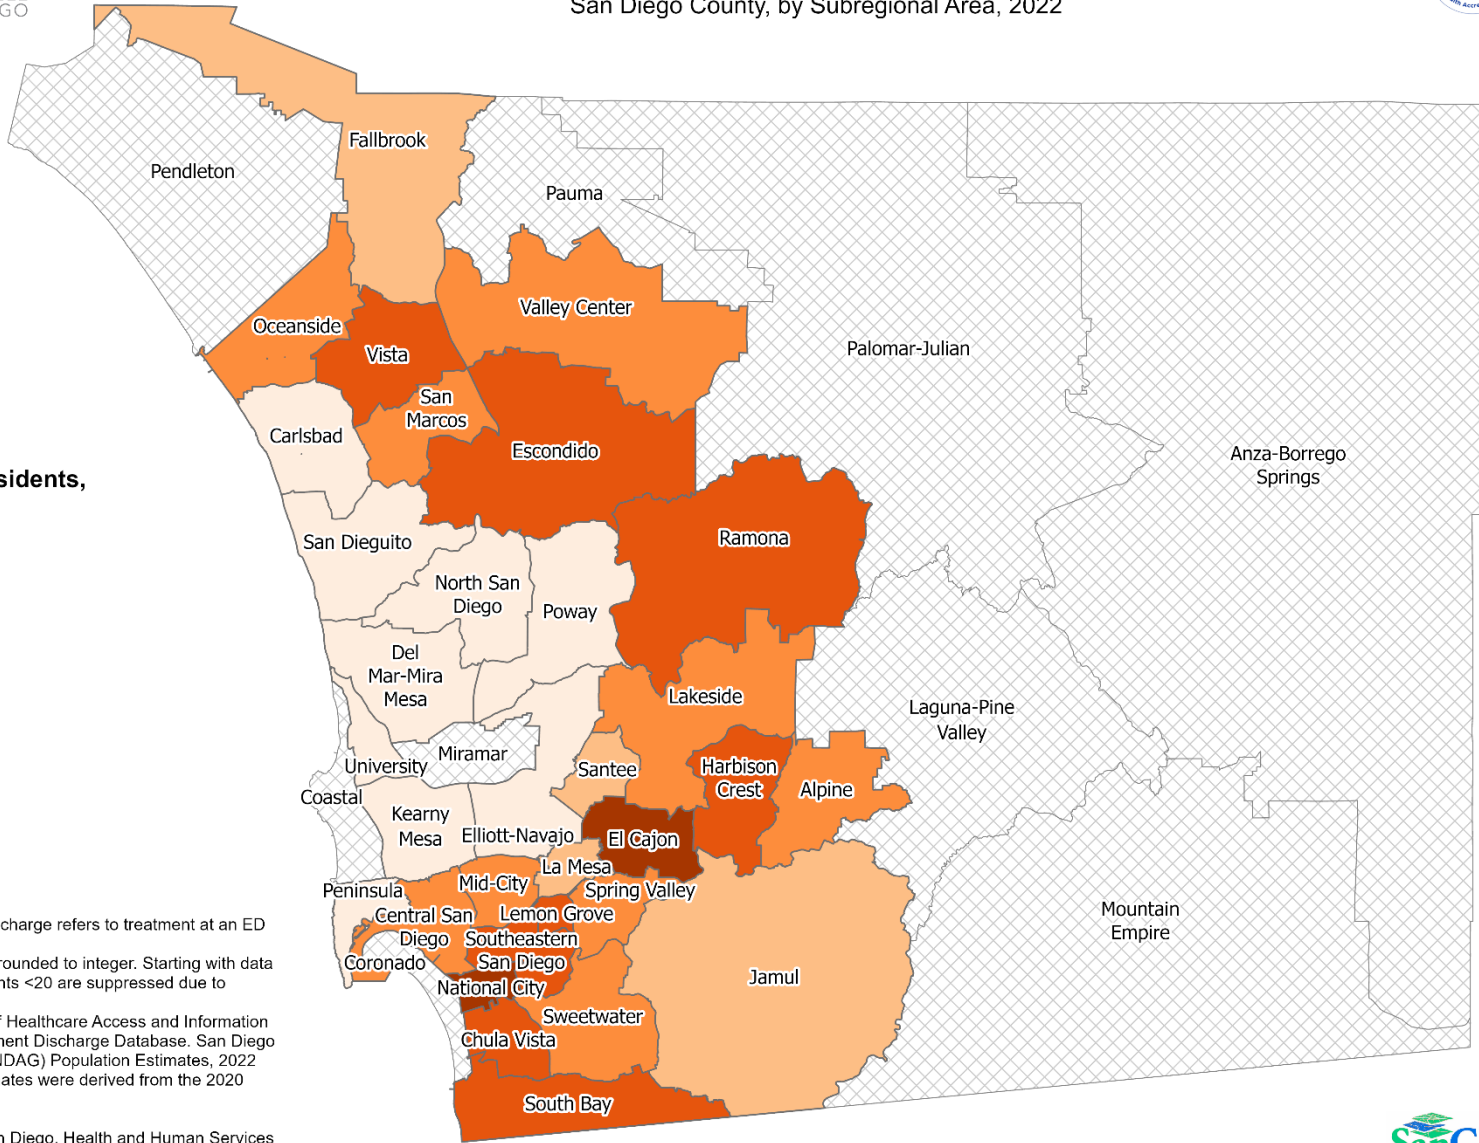 GO
San Diego County, by Subregional Area, 2022
Fallbrook
Pendleton
Pauma
Valley Center
Oceanside
Vista
Palomar-Julian
San
Marcos
Carlsbad
Escondido
Anza-Borrego
Springs
sidents,
San Dieguito
Ramona
North San
Diego
Poway
Del
Mar-Mira
Mesa
Lakeside
Laguna-Pine
Valley
Miramar
University
Santee
Harbison
Crest
Alpine
Coastal
Kearny
Mesa
Elliott-Navajo
El Cajon
La Mesa
Mid-City
Spring Valley
Peninsula
Central San
Diego
Lemon Grove
Mountain
Empire
Southeastern
San Diego
Coronado
Jamul
National City
Sweetwater
Chula Vista
South Bay
charge refers to treatment at an ED
rounded to integer. Starting with data
nts <20 are suppressed due to
f Healthcare Access and Information
ment Discharge Database. San Diego
NDAG) Population Estimates, 2022
ates were derived from the 2020
n Diego, Health and Human Services